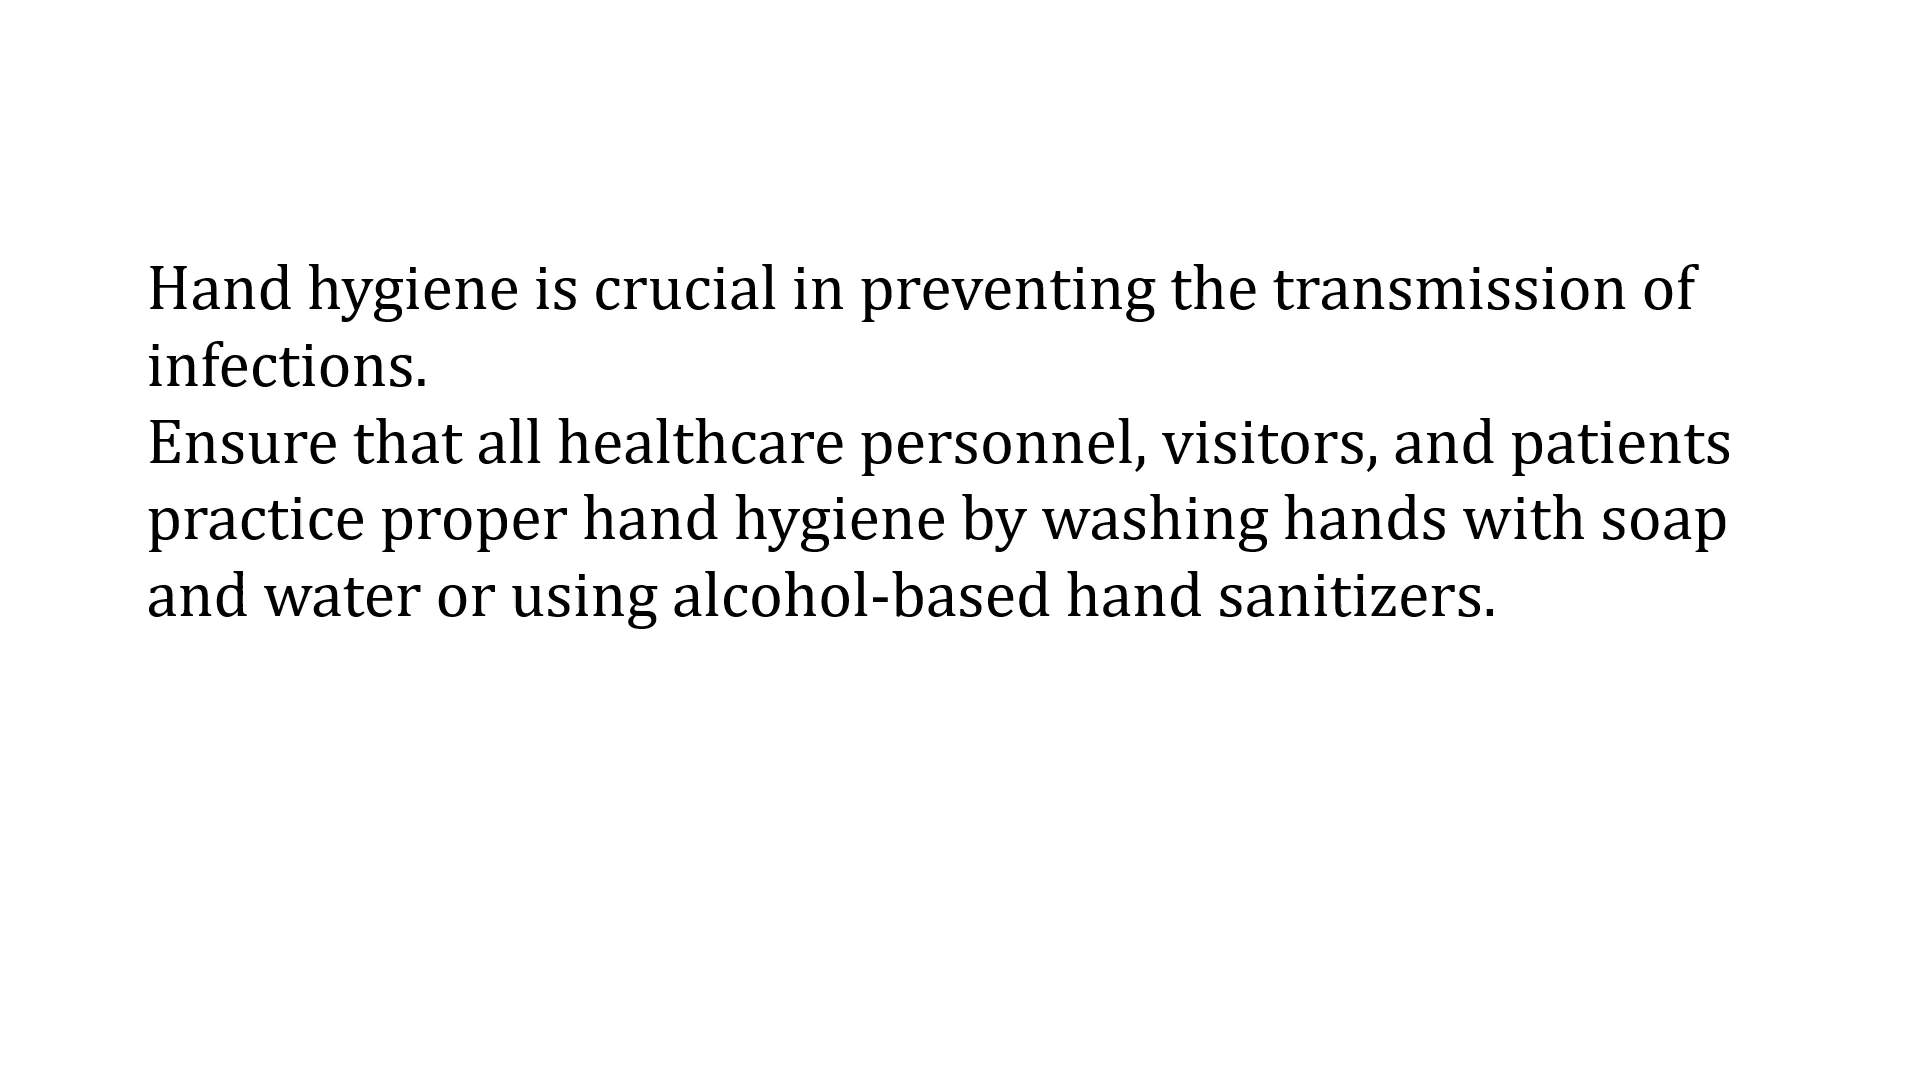 Hand hygiene is crucial in preventing the transmission of
infections.
Ensure that all healthcare personnel, visitors, and patients
practice proper hand hygiene by washing hands with soap
and water or using alcohol-based hand sanitizers.